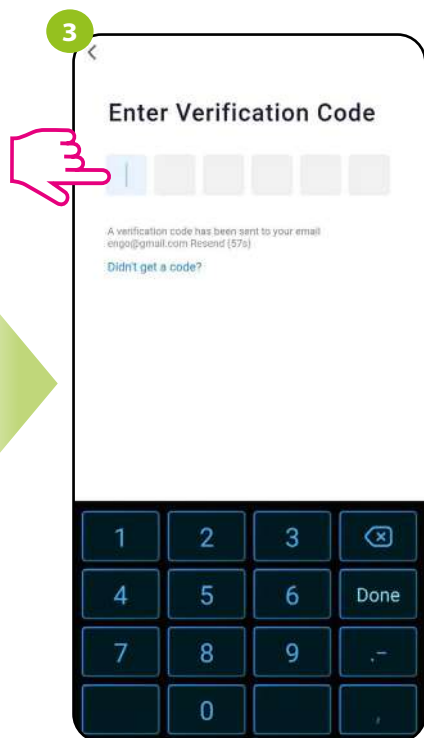 3
Enter Verification Code
A verification code has been sent to your email
engo@gmail.com Resend (57s)
Didn't get a code?
1 2 3
4 5 6 Done
7 8 9 .-
0 ,